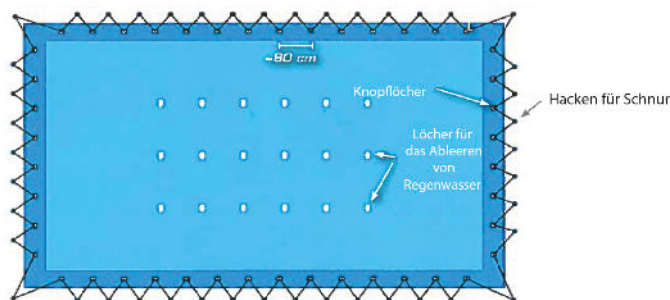 ~80 cm
Knopflöcher
Hacken für Schnur
Löcher für
das Ableeren
von
Regenwasser